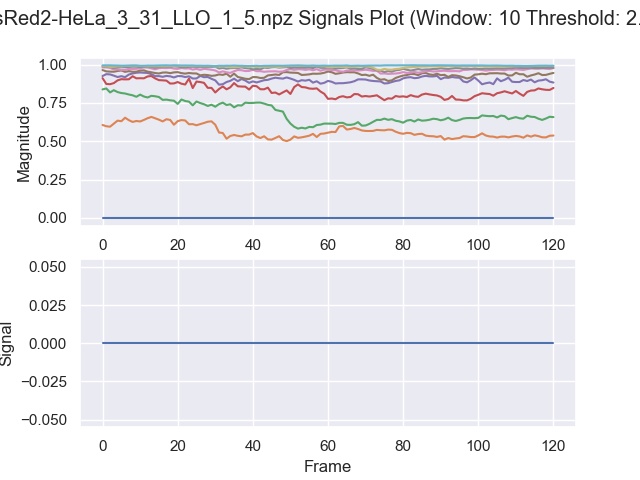 sRed2-HeLa_3_31_LLO_1_5.npz Signals Plot (Window: 10 Threshold: 2.
1.00
0.75
0.50
0.25
0.00
Magnitude
0 20 40 60 80 100 120
0.050
0.025
0.000
−0.025
−0.050
Signal
0 20 40 60 80 100 120
Frame